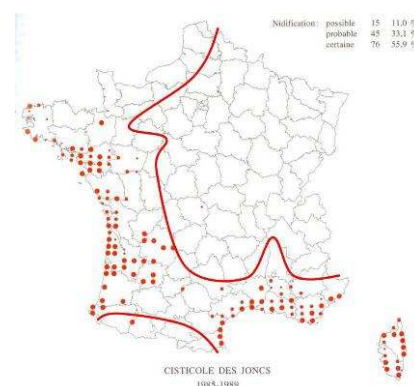 Nidification: possible 15 11,0 %
probable 45 33,1 %
certaine 76 55,9 %
CISTICOLE DES JONCS
1985-1989